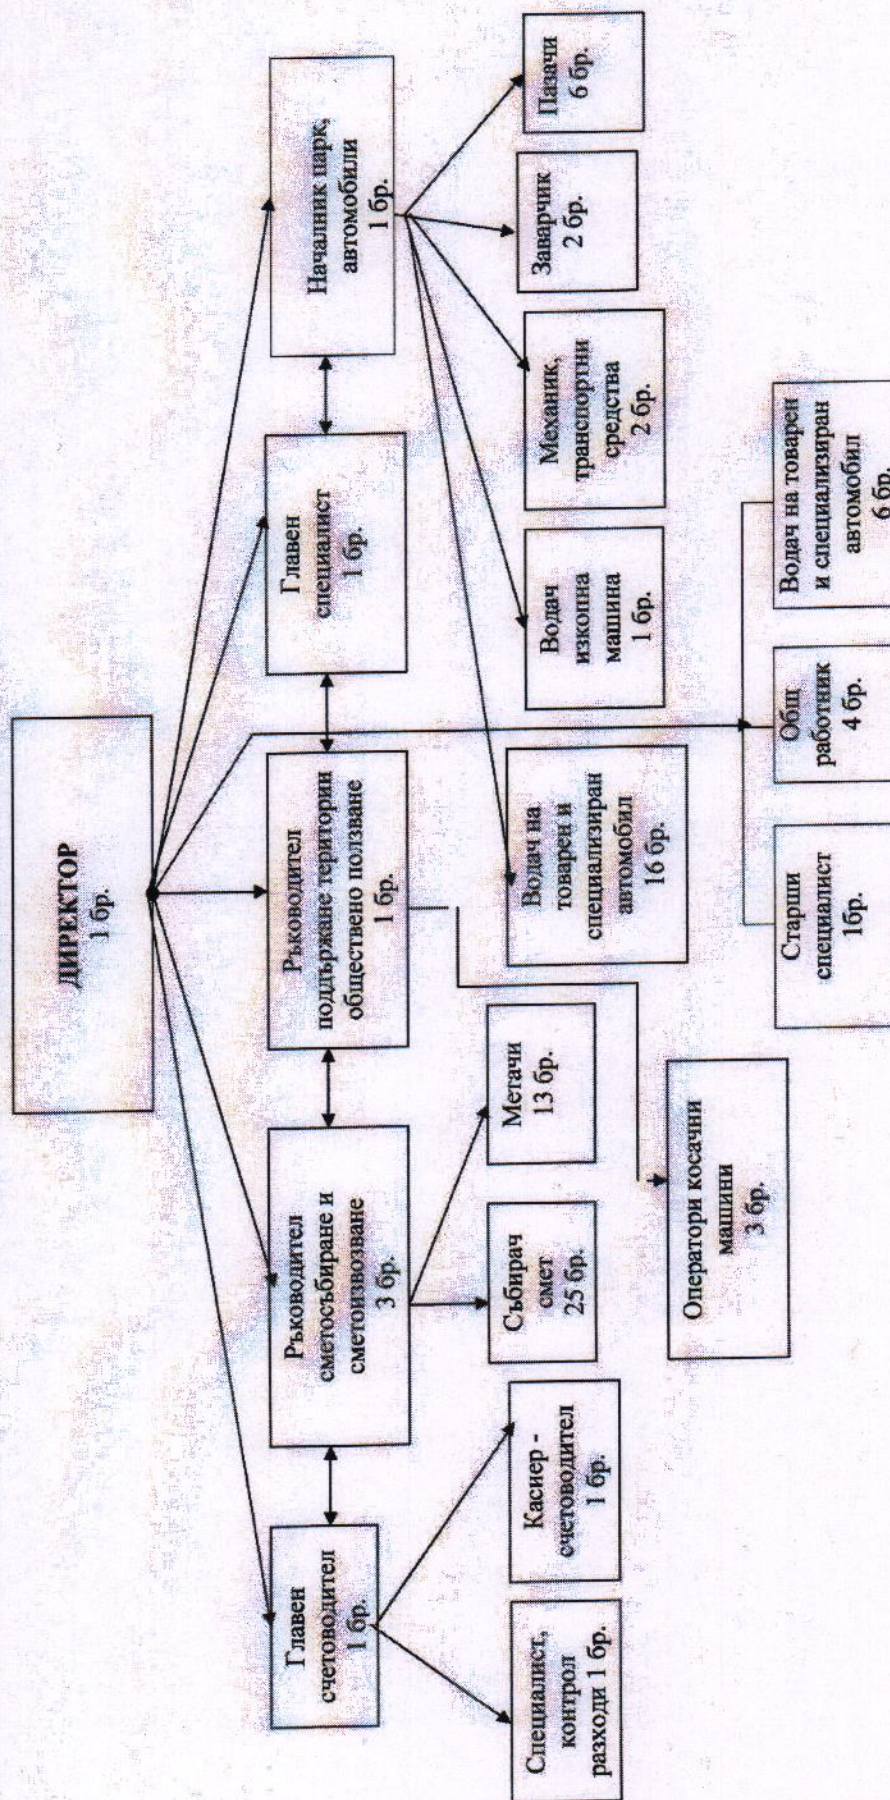 ДИРЕКТОР
1 бр.
Главен
счетоводител
1 бр.
Ръководител
сметосъбиране и
сметоизвозване
3 бр.
Ръководител
поддържане територии
обществено ползване
1 бр.
Главен
специалист
1 бр.
Началник парк,
автомобили
1 бр.
Специалист,
контрол
разходи 1 бр.
Касиер -
счетоводител
1 бр.
Събирач
смет
25 бр.
Метачи
13 бр.
Водач на
товарен и
специализиран
автомобил
16 бр.
Водач
изкопна
машина
1 бр.
Механик,
транспортни
средства
2 бр.
Заварчик
2 бр.
Пазачи
6 бр.
Оператори косачни
машини
3 бр.
Старши
специалист
1бр.
Общ
работник
4 бр.
Водач на товарен
и специализиран
автомобил
6 бр.